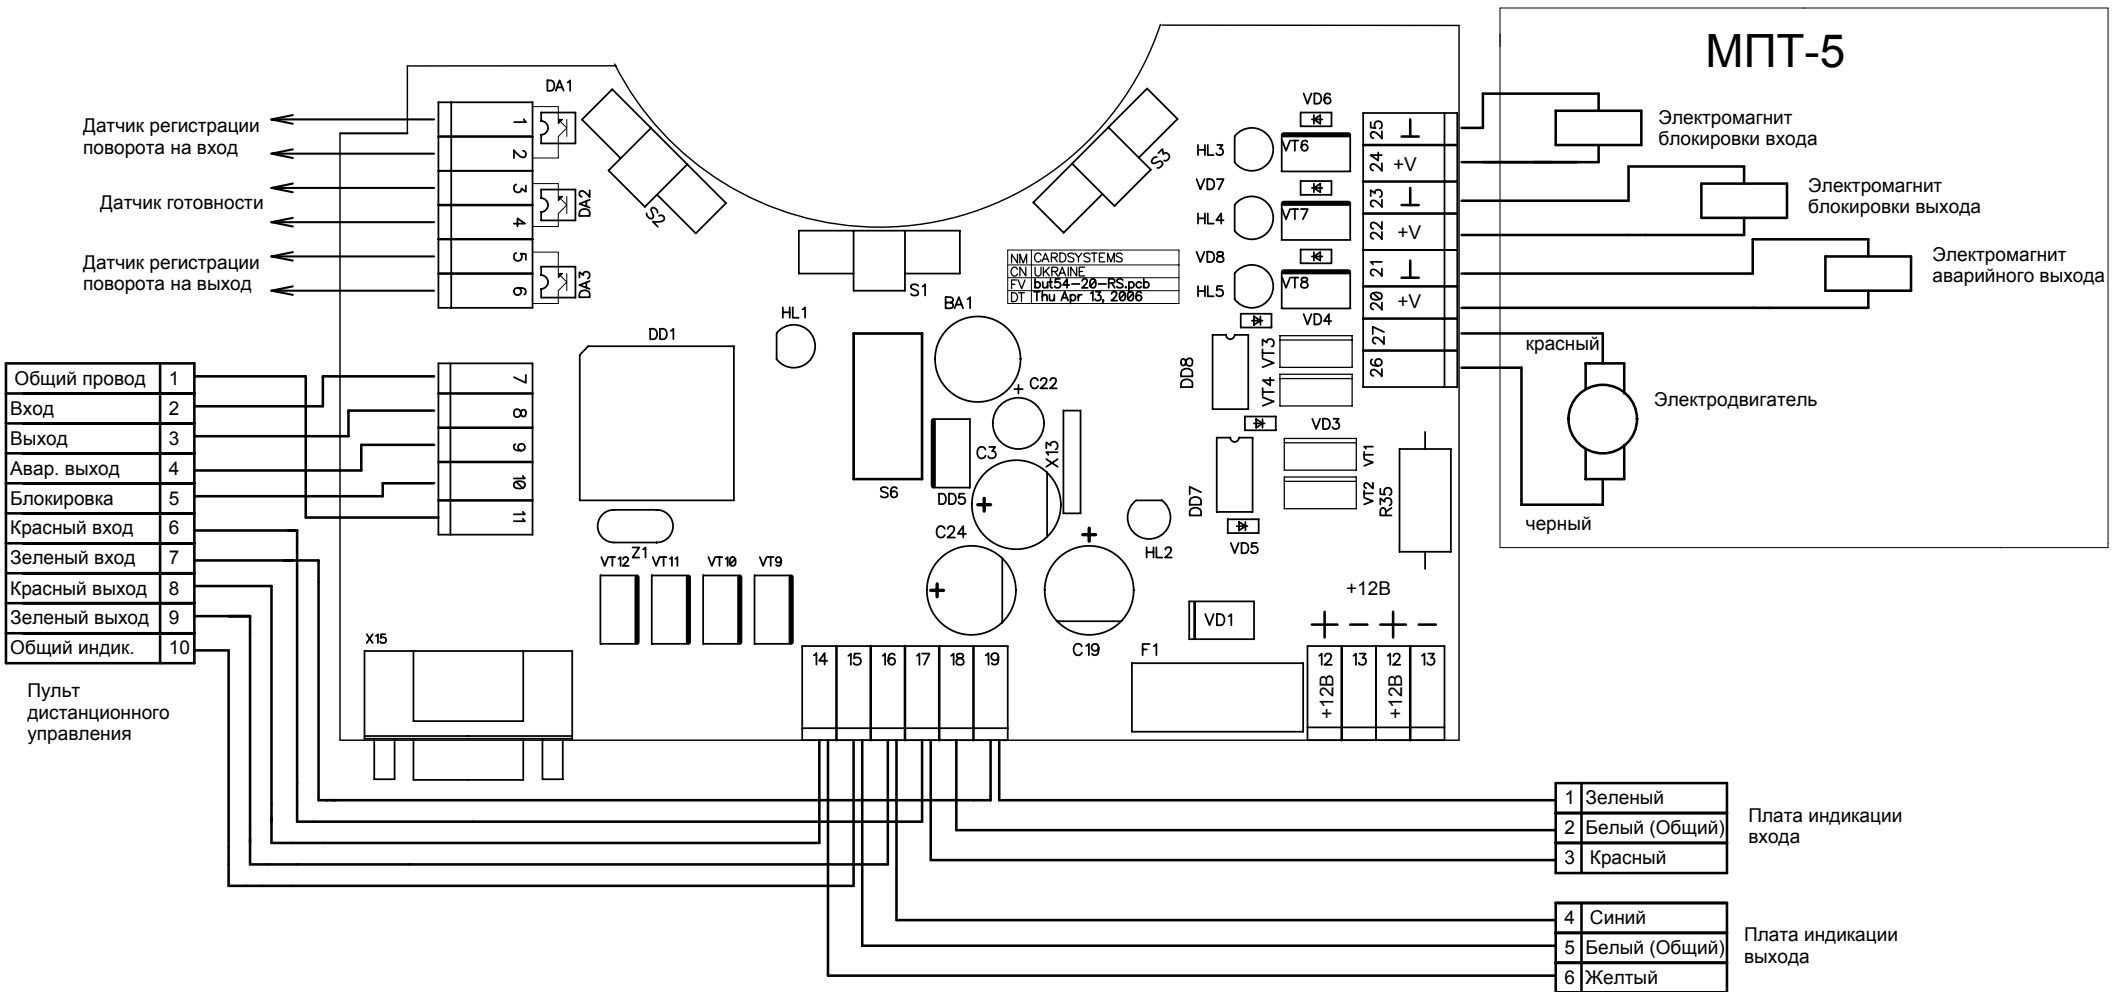 МПТ-5
Датчик регистрации
поворота на вход
Датчик готовности
Датчик регистрации
поворота на выход
DA1
1
2
3
4
5
6
DA2
DA3
S2
S3
S1
NM CARDSYSTEMS
CN UKRAINE
FV but54-20-RS.pcb
DT Thu Apr 13, 2006
HL3
VD6
VT6
VD7
HL4
VT7
VD8
HL5
VT8
VD4
25 ⊥
24 +V
23 ⊥
22 +V
21 ⊥
20 +V
27
26
Электромагнит
блокировки входа
Электромагнит
блокировки выхода
Электромагнит
аварийного выхода
красный
Электродвигатель
черный
Общий провод 1
Вход 2
Выход 3
Авар. выход 4
Блокировка 5
Красный вход 6
Зеленый вход 7
Красный выход 8
Зеленый выход 9
Общий индик. 10
Пульт
дистанционного
управления
7
8
9
10
11
DD1
HL1
BA1
+ C22
C3
X13
S6
DD5
+
C24
+
Z1
VT12
VT11
VT10
VT9
DD8
VT3
VT4
VD3
DD7
VT1
VT2
R35
HL2
VD5
+
C19
VD1
F1
+12В
+ − + −
12 13 12 13
+12В
+12В
X15
14 15 16 17 18 19
1 Зеленый
2 Белый (Общий)
3 Красный
Плата индикации
входа
4 Синий
5 Белый (Общий)
6 Желтый
Плата индикации
выхода